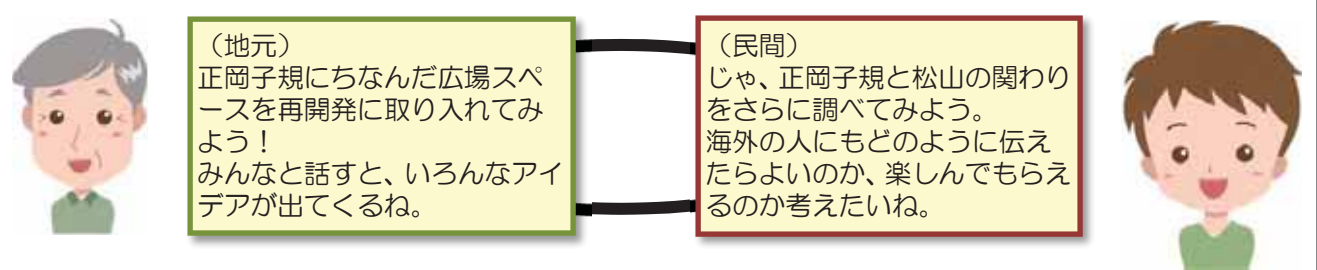 （地元）
正岡子規にちなんだ広場スペ
ースを再開発に取り入れてみ
よう！
みんなと話すと、いろんなアイ
デアが出てくるね。
（民間）
じゃ、正岡子規と松山の関わり
をさらに調べてみよう。
海外の人にもどのように伝え
たらよいのか、楽しんでもらえ
るのか考えたいね。